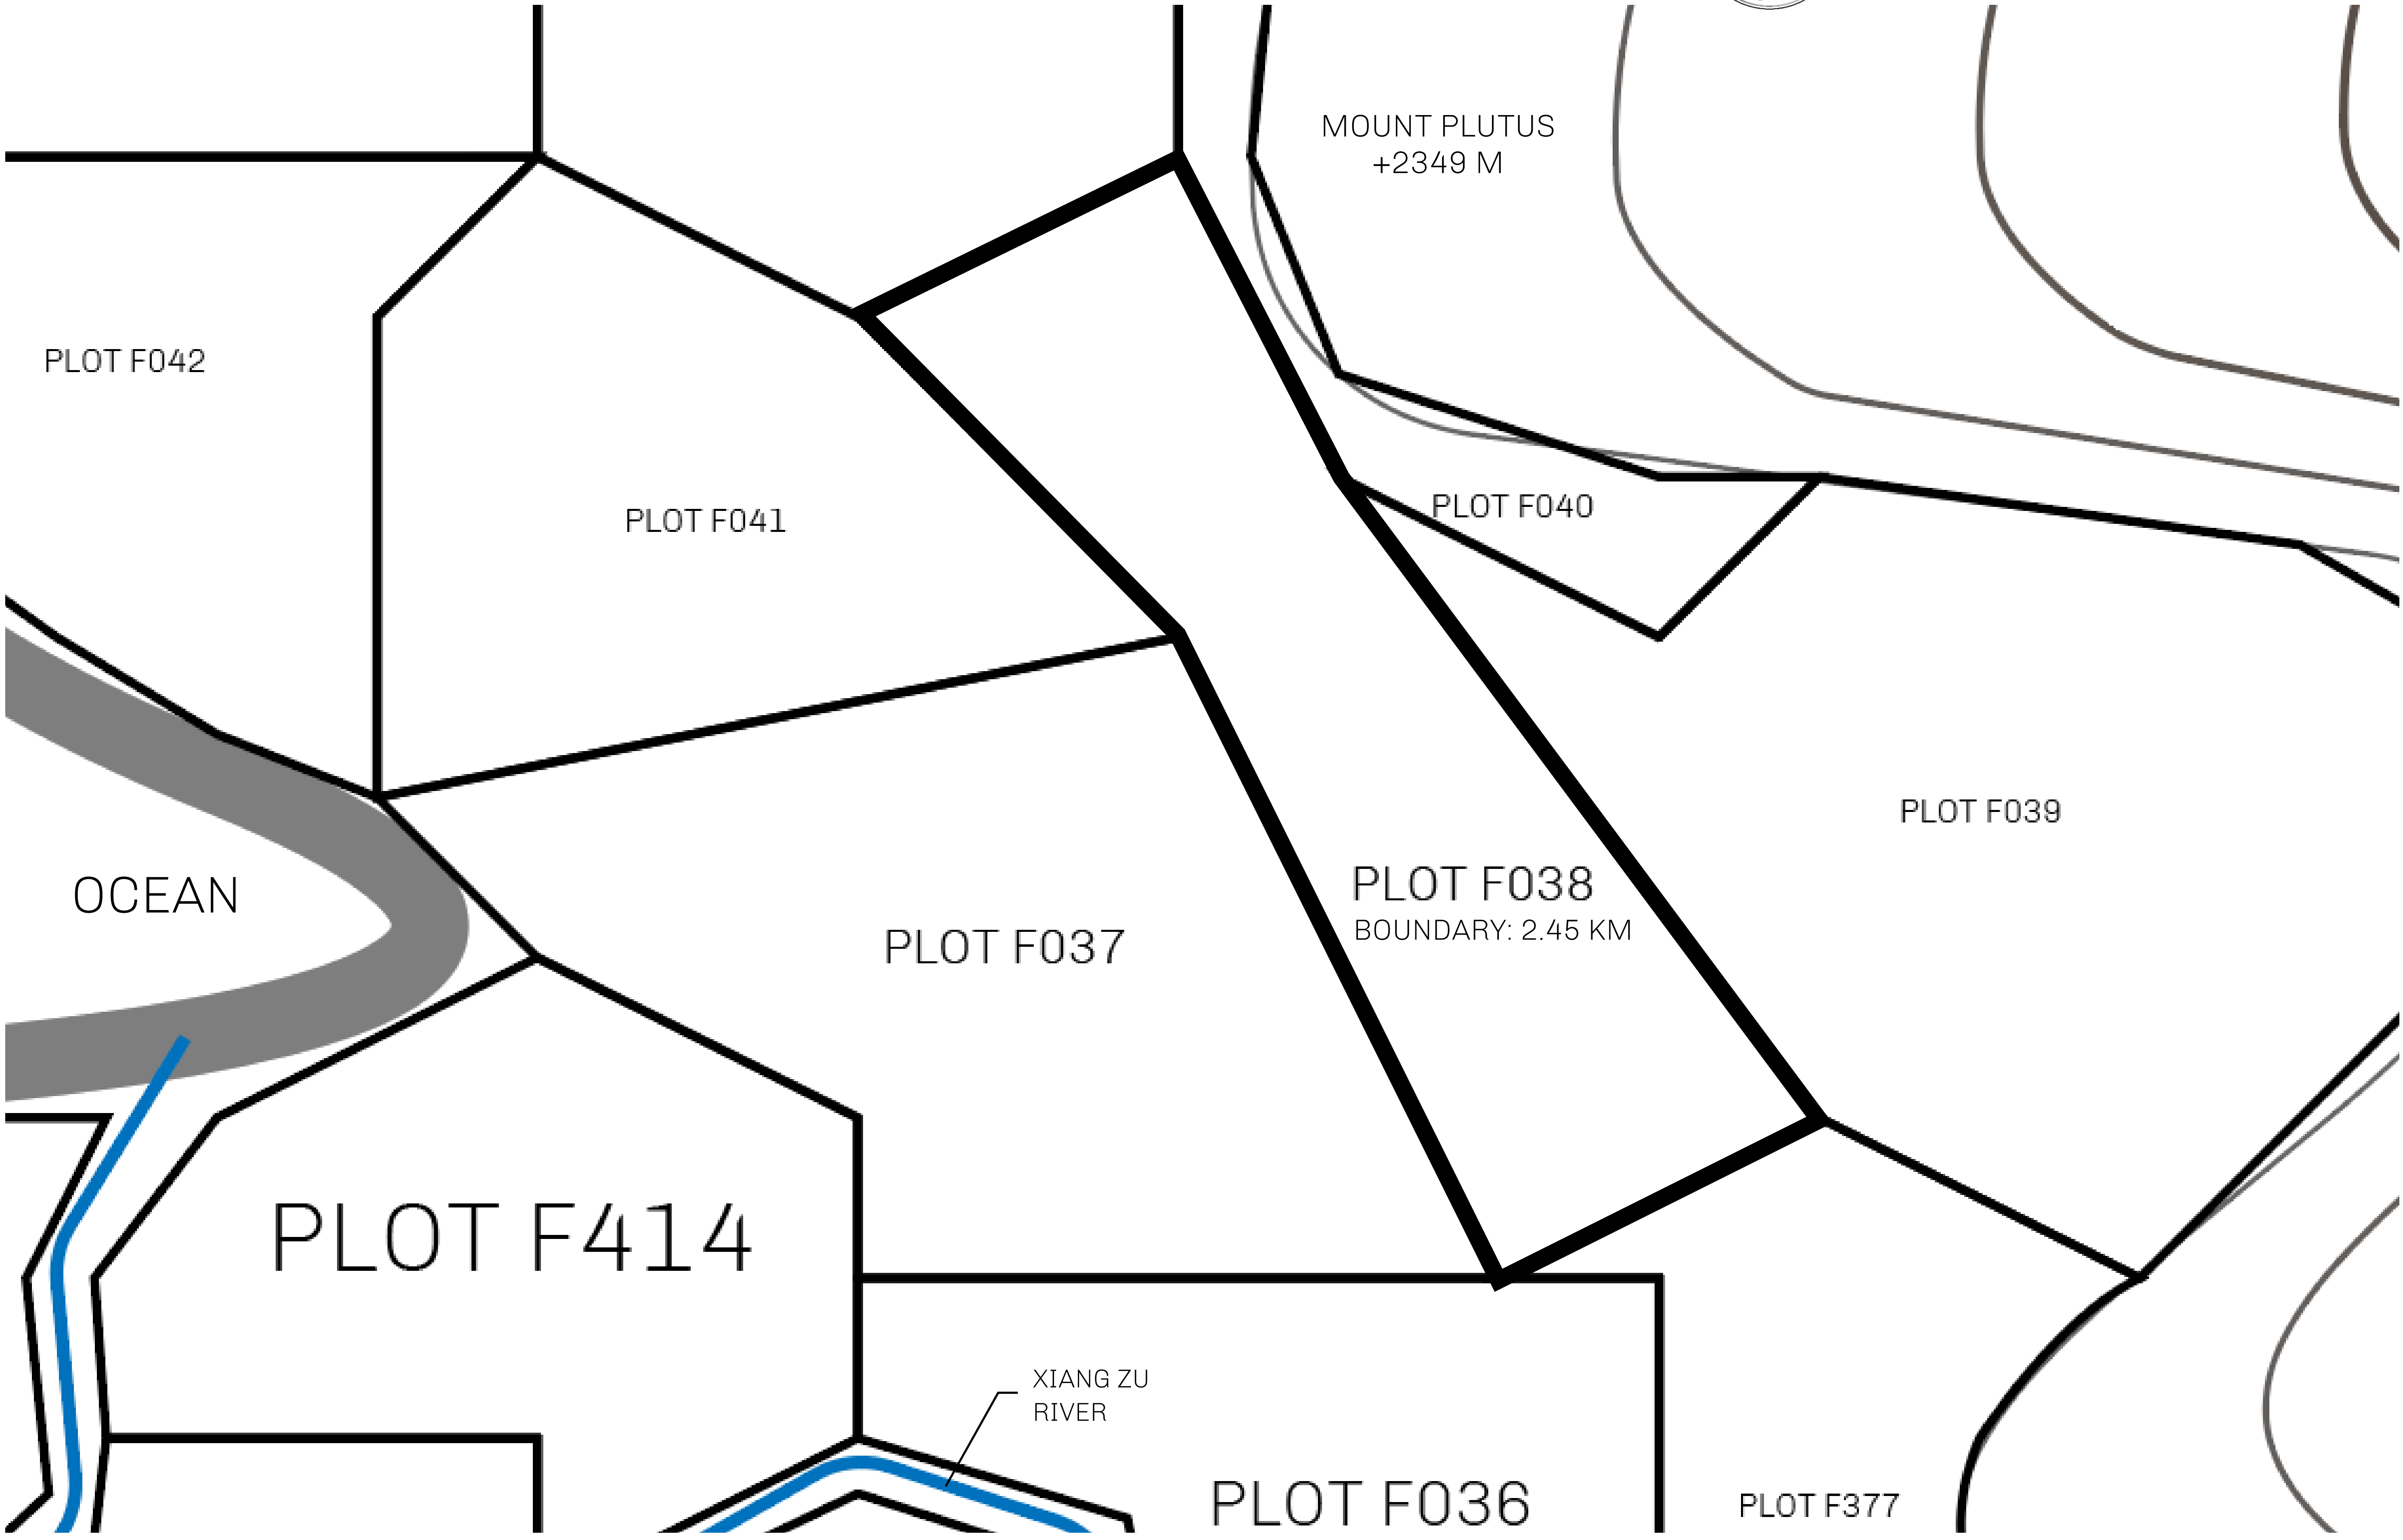 MOUNT PLUTUS
+2349 M
PLOT F042
PLOT F041
PLOT F040
PLOT F039
OCEAN
PLOT F038
BOUNDARY: 2.45 KM
PLOT F037
PLOT F414
XIANG ZU
RIVER
PLOT F036
PLOT F377